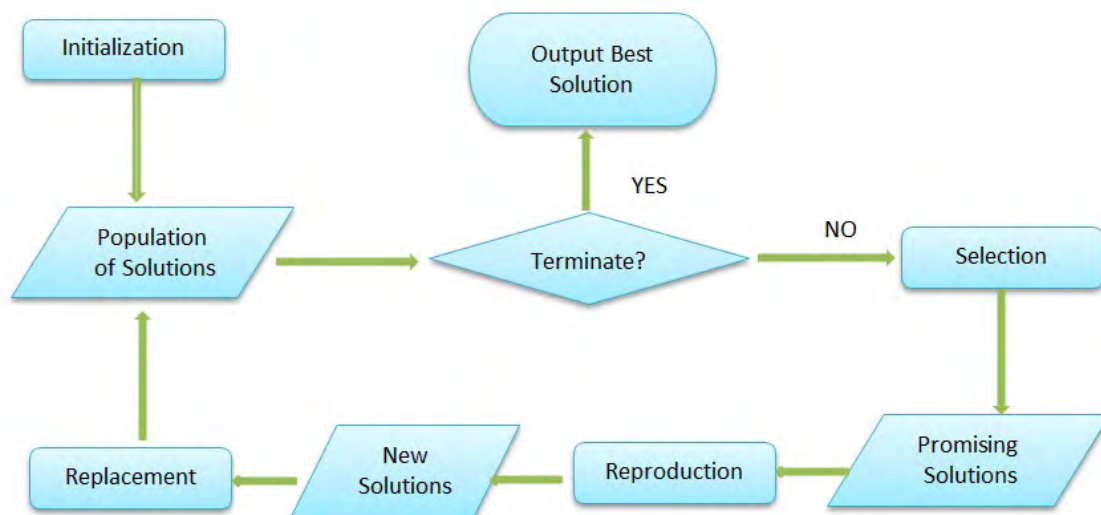 Initialization
Output Best
Solution
YES
Population
of Solutions
Terminate?
NO
Selection
Promising
Solutions
Reproduction
New
Solutions
Replacement